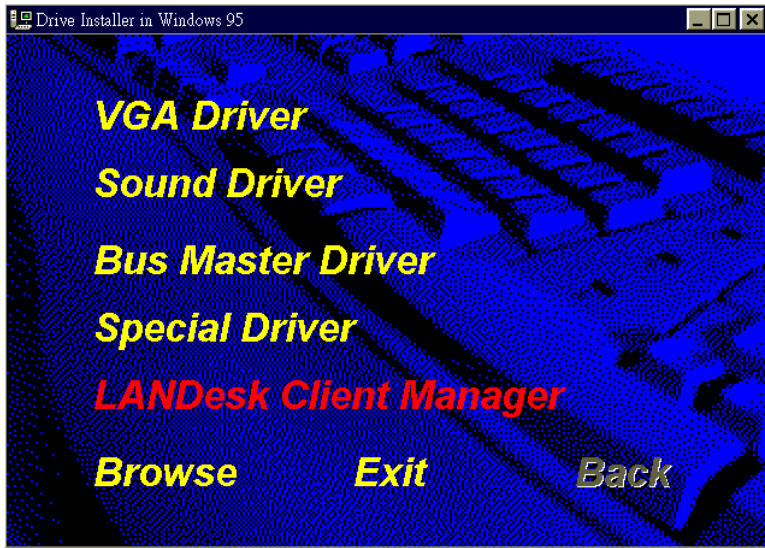 Drive Installer in Windows 95
VGA Driver
Sound Driver
Bus Master Driver
Special Driver
LANDesk Client Manager
Browse Exit Back